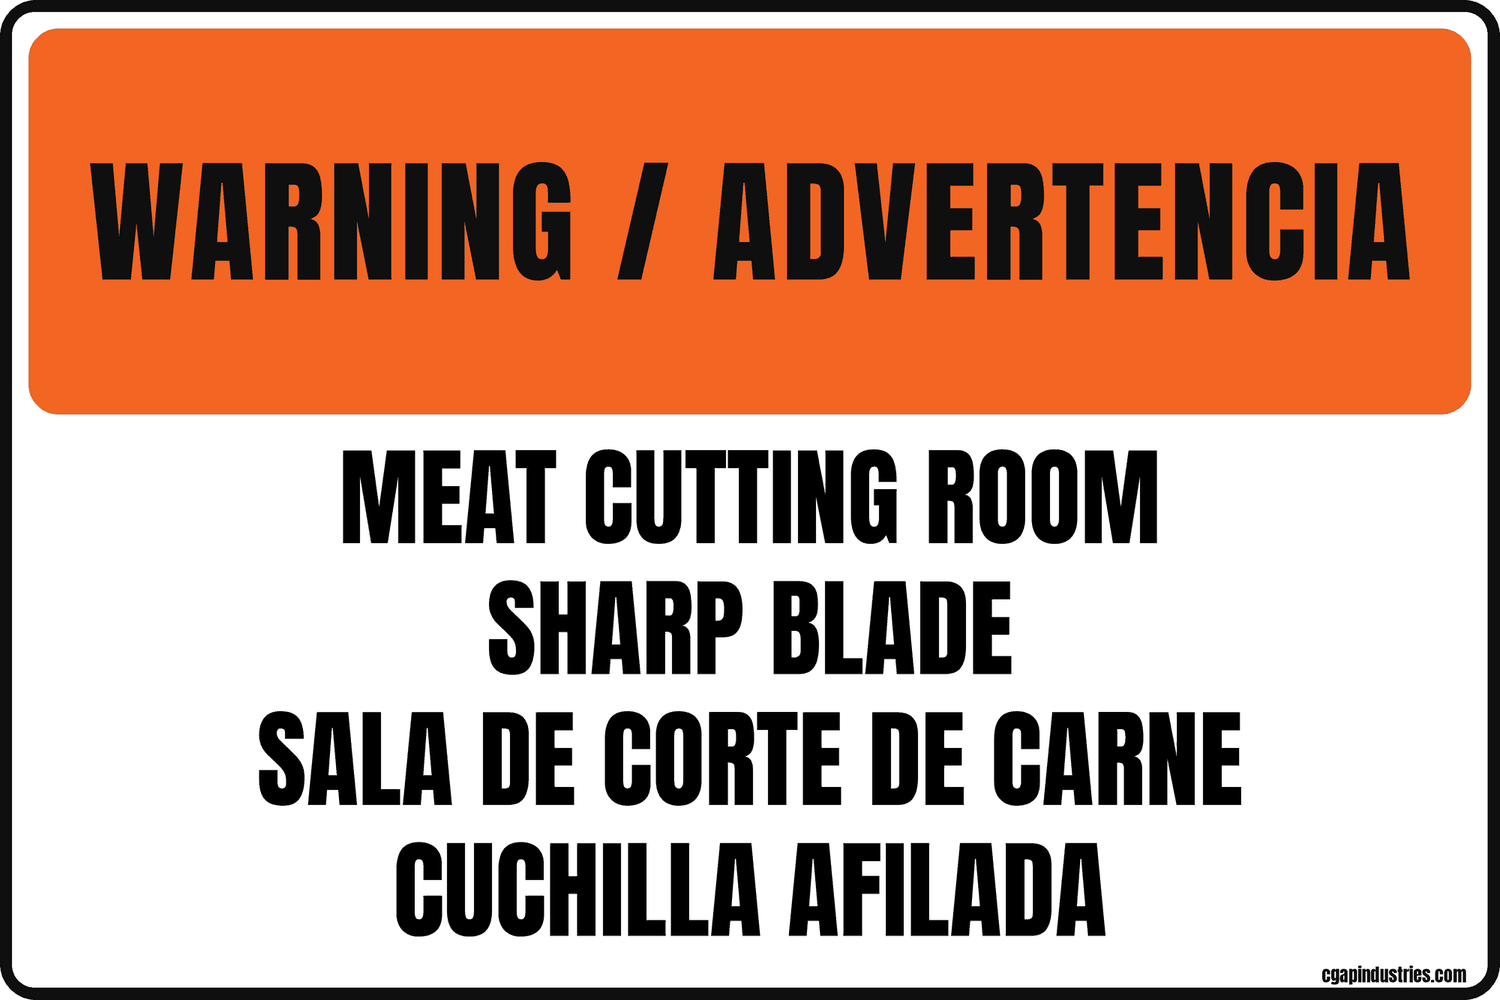 WARNING / ADVERTENCIA
MEAT CUTTING ROOM
SHARP BLADE
SALA DE CORTE DE CARNE
CUCHILLA AFILADA
cgapindustries.com